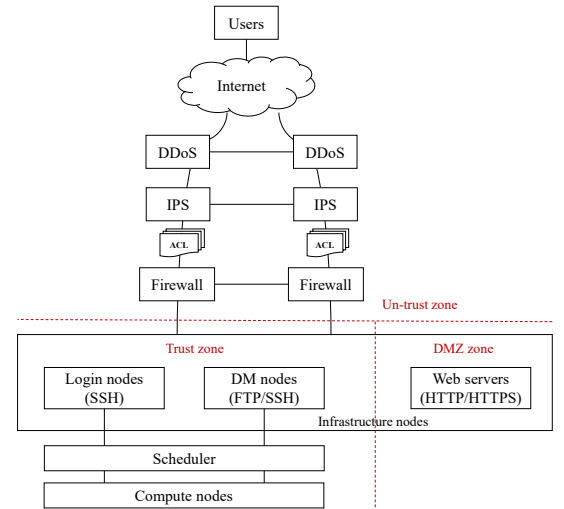 Users
Internet
DDoS
DDoS
IPS
IPS
ACL
ACL
Firewall
Firewall
Un-trust zone
Trust zone
DMZ zone
Login nodes
(SSH)
DM nodes
(FTP/SSH)
Web servers
(HTTP/HTTPS)
Infrastructure nodes
Scheduler
Compute nodes